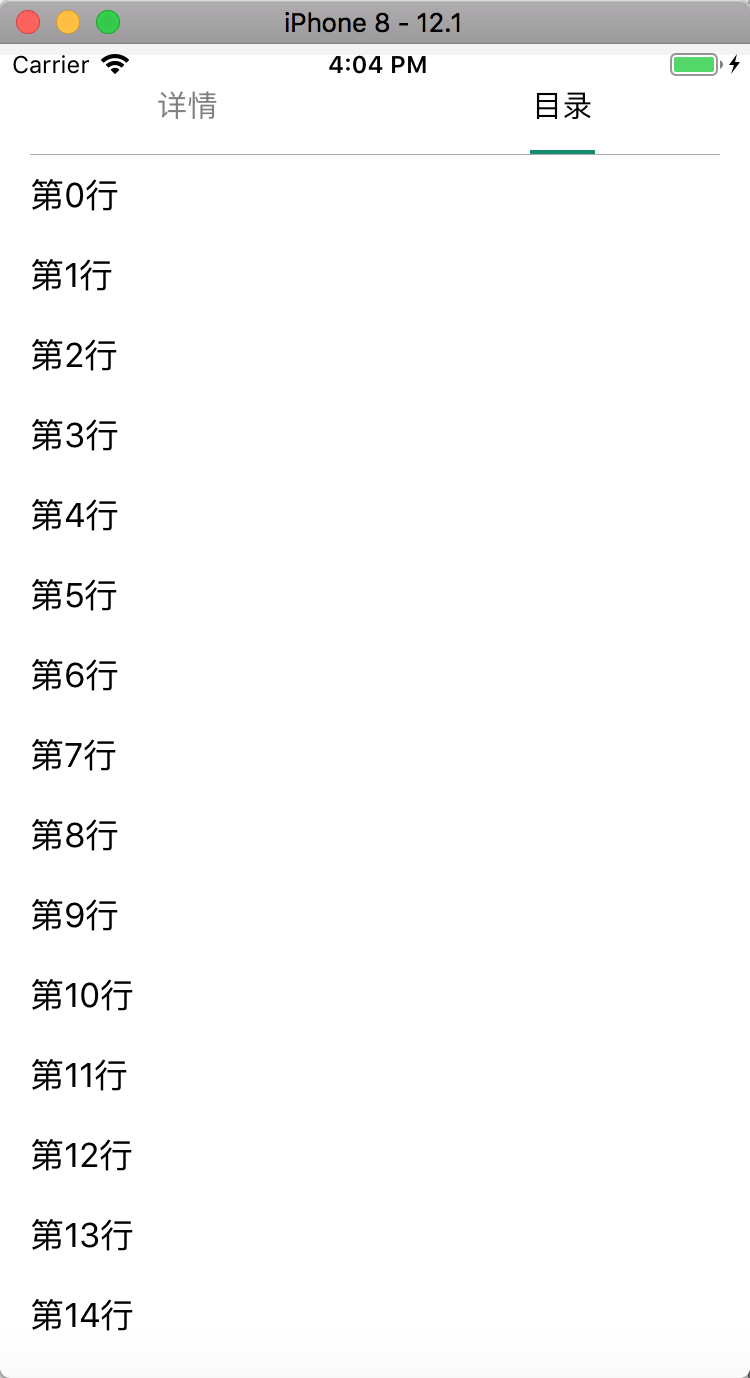 iPhone 8 - 12.1
Carrier 4:04 PM
详情 目录
第0行
第1行
第2行
第3行
第4行
第5行
第6行
第7行
第8行
第9行
第10行
第11行
第12行
第13行
第14行